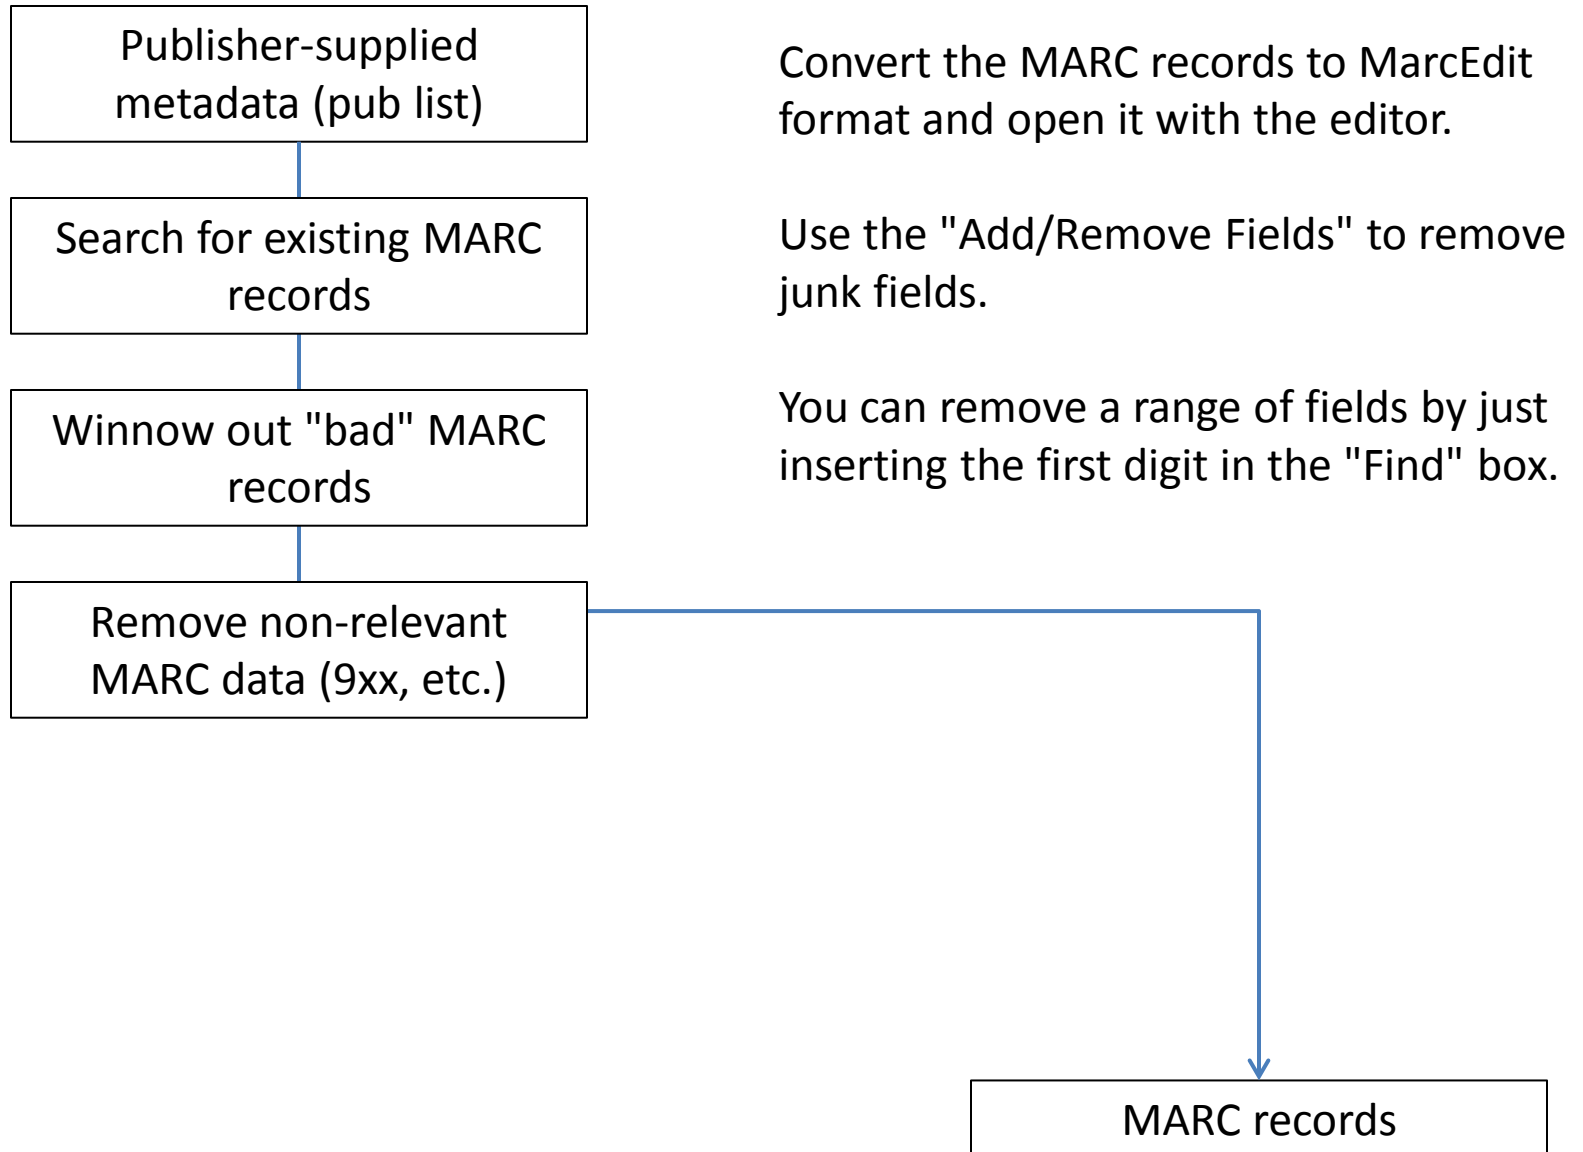 Publisher-supplied
metadata (pub list)
Search for existing MARC
records
Winnow out "bad" MARC
records
Remove non-relevant
MARC data (9xx, etc.)
Convert the MARC records to MarcEdit
format and open it with the editor.
Use the "Add/Remove Fields" to remove
junk fields.
You can remove a range of fields by just
inserting the first digit in the "Find" box.
MARC records